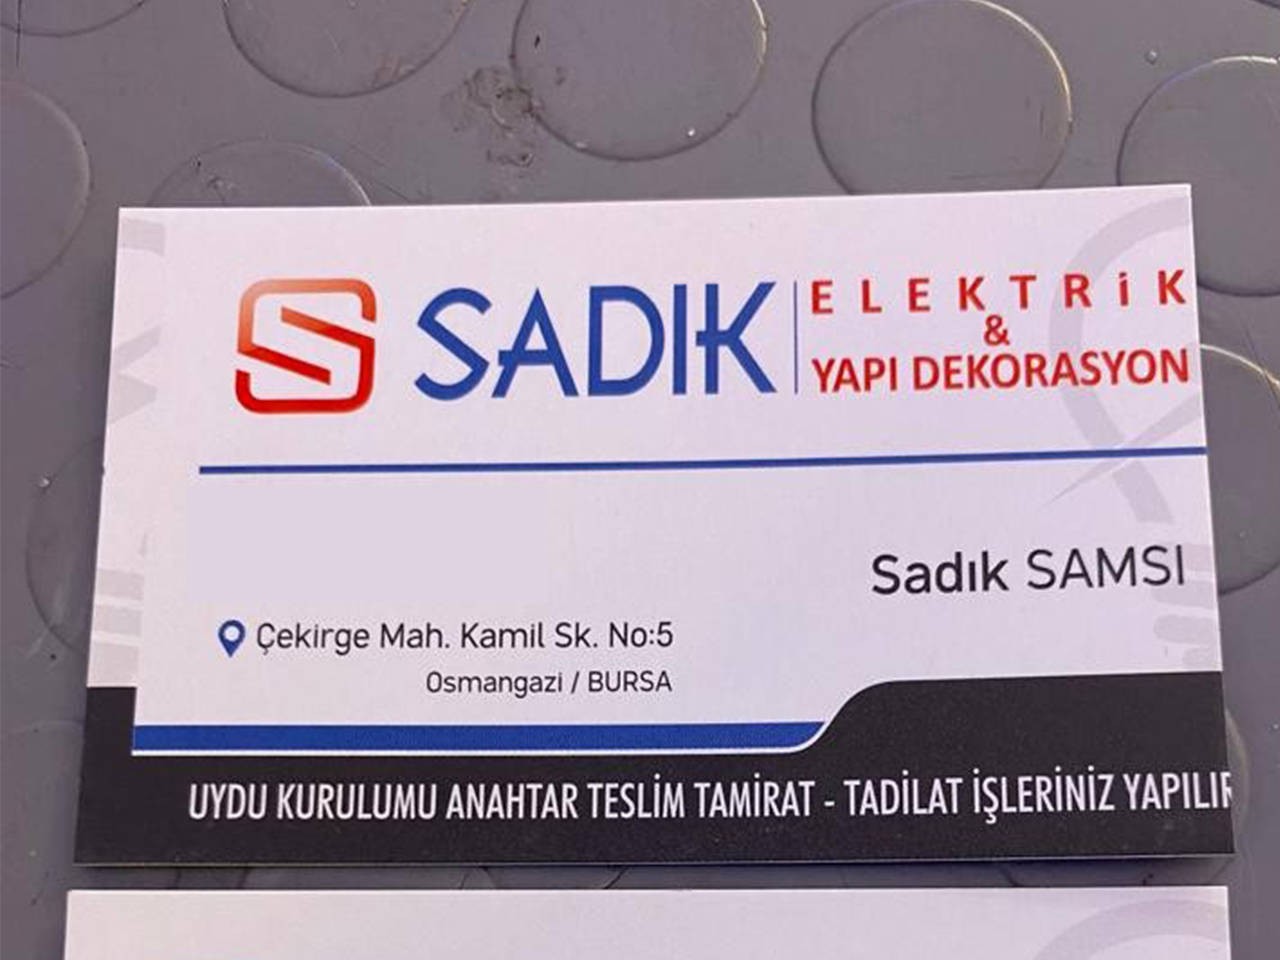 SADIK
ELEKTRİK
&
YAPI DEKORASYON
Sadık SAMSI
Çekirge Mah. Kamil Sk. No:5
Osmangazi / BURSA
UYDU KURULUMU ANAHTAR TESLİM TAMİRAT - TADİLAT İŞLERİNİZ YAPILIR